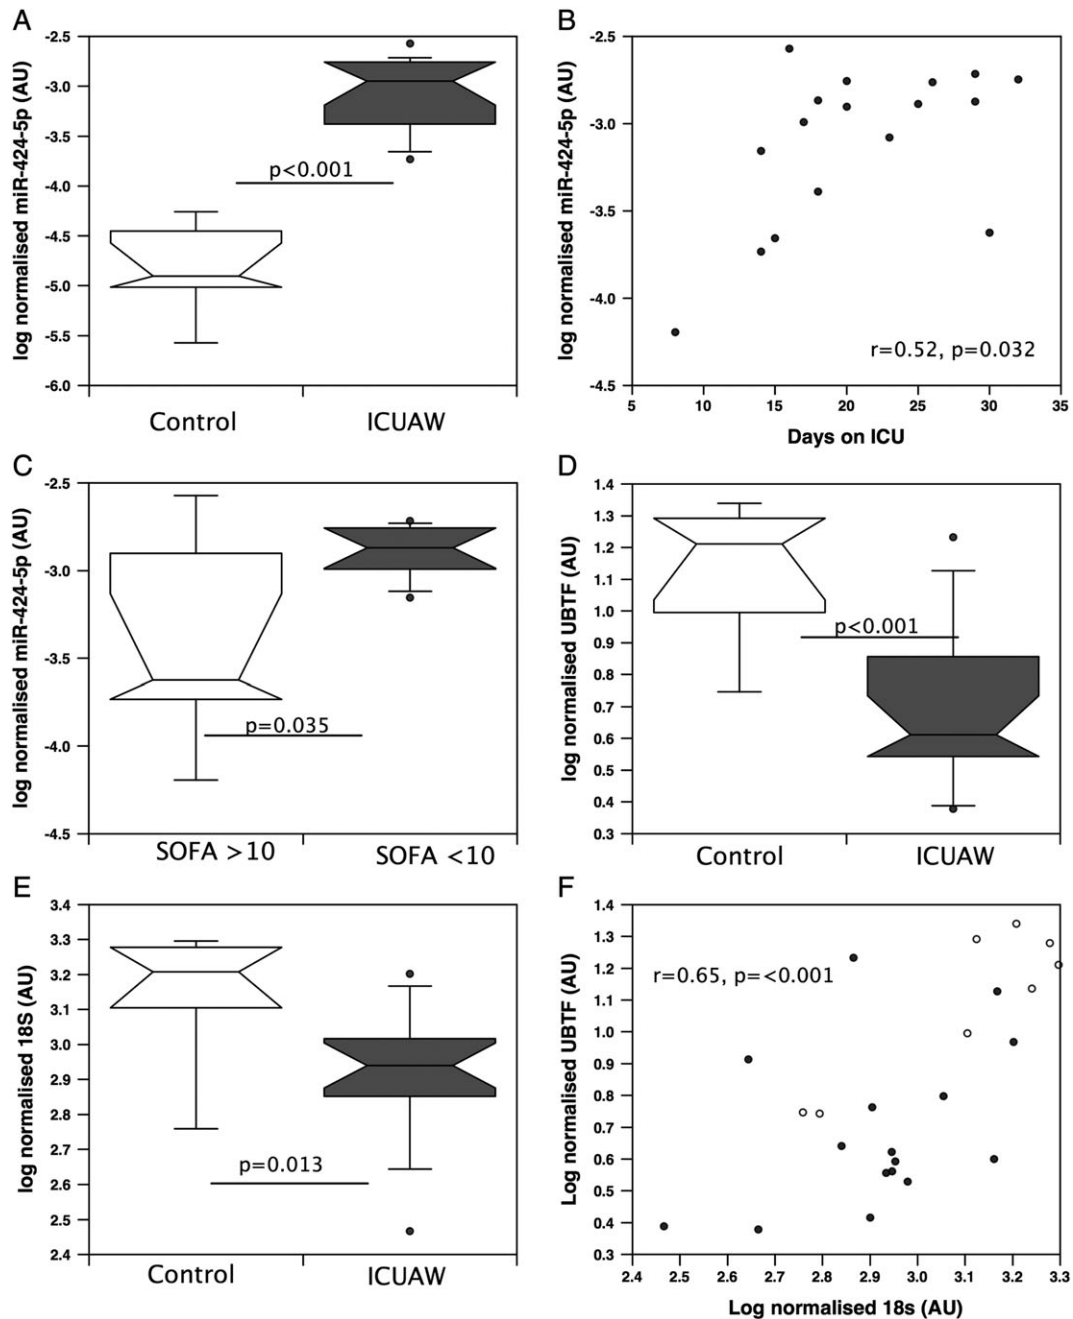 A
log normalised miR-424-5p (AU)
-2.5
-3.0
-3.5
-4.0
-4.5
-5.0
-5.5
-6.0
p<0.001
Control
ICUAW
B
log normalised miR-424-5p (AU)
-2.5
-3.0
-3.5
-4.0
-4.5
r=0.52, p=0.032
5 10 15 20 25 30 35
Days on ICU
C
log normalised miR-424-5p (AU)
-2.5
-3.0
-3.5
-4.0
-4.5
p=0.035
SOFA >10
SOFA <10
D
log normalised UBTF (AU)
1.4
1.3
1.2
1.1
1.0
0.9
0.8
0.7
0.6
0.5
0.4
0.3
p<0.001
Control
ICUAW
E
log normalised 18S (AU)
3.4
3.3
3.2
3.1
3.0
2.9
2.8
2.7
2.6
2.5
2.4
p=0.013
Control
ICUAW
F
Log normalised UBTF (AU)
1.4
1.3
1.2
1.1
1.0
0.9
0.8
0.7
0.6
0.5
0.4
0.3
r=0.65, p=<0.001
2.4 2.5 2.6 2.7 2.8 2.9 3.0 3.1 3.2 3.3
Log normalised 18s (AU)